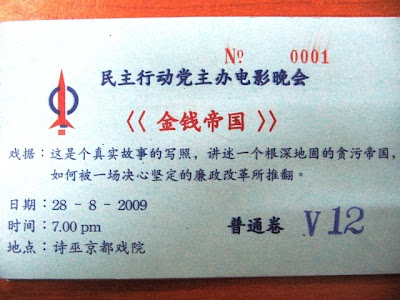 Nº 0001
民主行动党主办电影晚会
《《 金钱帝国 》》
戏据：这是个真实故事的写照，讲述一个根深地固的贪污帝国，
如何被一场决心坚定的廉政改革所推翻。
日期：28 - 8 - 2009
时间：7.00 pm 普通卷 V 12
地点：诗巫京都戏院